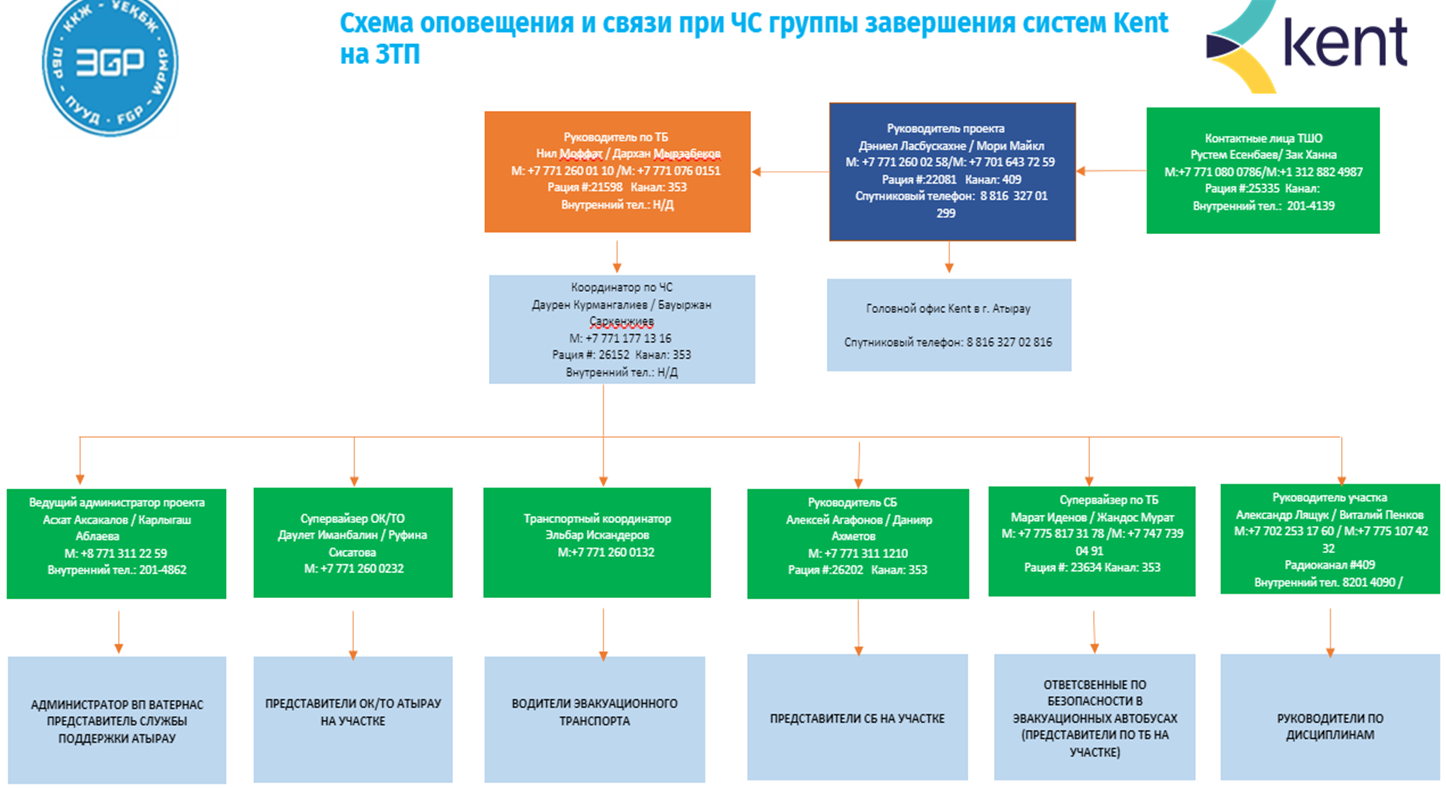 ККЖ · ҮЕҚБЖ · WPMP · FGP · ПУУД · ПБР
ЗGP
Схема оповещения и связи при ЧС группы завершения систем Kent
на ЗТП
kent
Руководитель по ТБ
Нил Моффат / Дархан Мырзабеков
М: +7 771 260 01 10 /М: +7 771 076 0151
Рация #:21598 Канал: 353
Внутренний тел.: Н/Д
Руководитель проекта
Дэниел Ласбускахне / Мори Майкл
М: +7 771 260 02 58/М: +7 701 643 72 59
Рация #:22081 Канал: 409
Спутниковый телефон: 8 816 327 01
299
Контактные лица ТШО
Рустем Есенбаев/ Зак Ханна
М:+7 771 080 0786/М:+1 312 882 4987
Рация #:25335 Канал:
Внутренний тел.: 201-4139
Координатор по ЧС
Даурен Курмангалиев / Бауыржан
Саркенжиев
М: +7 771 177 13 16
Рация #: 26152 Канал: 353
Внутренний тел.: Н/Д
Головной офис Kent в г. Атырау
Спутниковый телефон: 8 816 327 02 816
Ведущий администратор проекта
Асхат Аксакалов / Карлыгаш
Аблаева
М: +8 771 311 22 59
Внутренний тел.: 201-4862
Супервайзер ОК/ТО
Даулет Иманбалин / Руфина
Сисатова
М: +7 771 260 0232
Транспортный координатор
Эльбар Искандеров
М:+7 771 260 0132
Руководитель СБ
Алексей Агафонов / Данияр
Ахметов
М: +7 771 311 1210
Рация #:26202 Канал: 353
Супервайзер по ТБ
Марат Иденов / Жандос Мурат
М: +7 775 817 31 78 /М: +7 747 739
04 91
Рация #: 23634 Канал: 353
Руководитель участка
Александр Лящук / Виталий Пенков
М:+7 702 253 17 60 / М:+7 775 107 42
32
Радиоканал #409
Внутренний тел. 8201 4090 /
АДМИНИСТРАТОР ВП ВАТЕРНАС
ПРЕДСТАВИТЕЛЬ СЛУЖБЫ
ПОДДЕРЖКИ АТЫРАУ
ПРЕДСТАВИТЕЛИ ОК/ТО АТЫРАУ
НА УЧАСТКЕ
ВОДИТЕЛИ ЭВАКУАЦИОННОГО
ТРАНСПОРТА
ПРЕДСТАВИТЕЛИ СБ НА УЧАСТКЕ
ОТВЕТСВЕННЫЕ ПО
БЕЗОПАСНОСТИ В
ЭВАКУАЦИОННЫХ АВТОБУСАХ
(ПРЕДСТАВИТЕЛИ ПО ТБ НА
УЧАСТКЕ)
РУКОВОДИТЕЛИ ПО
ДИСЦИПЛИНАМ